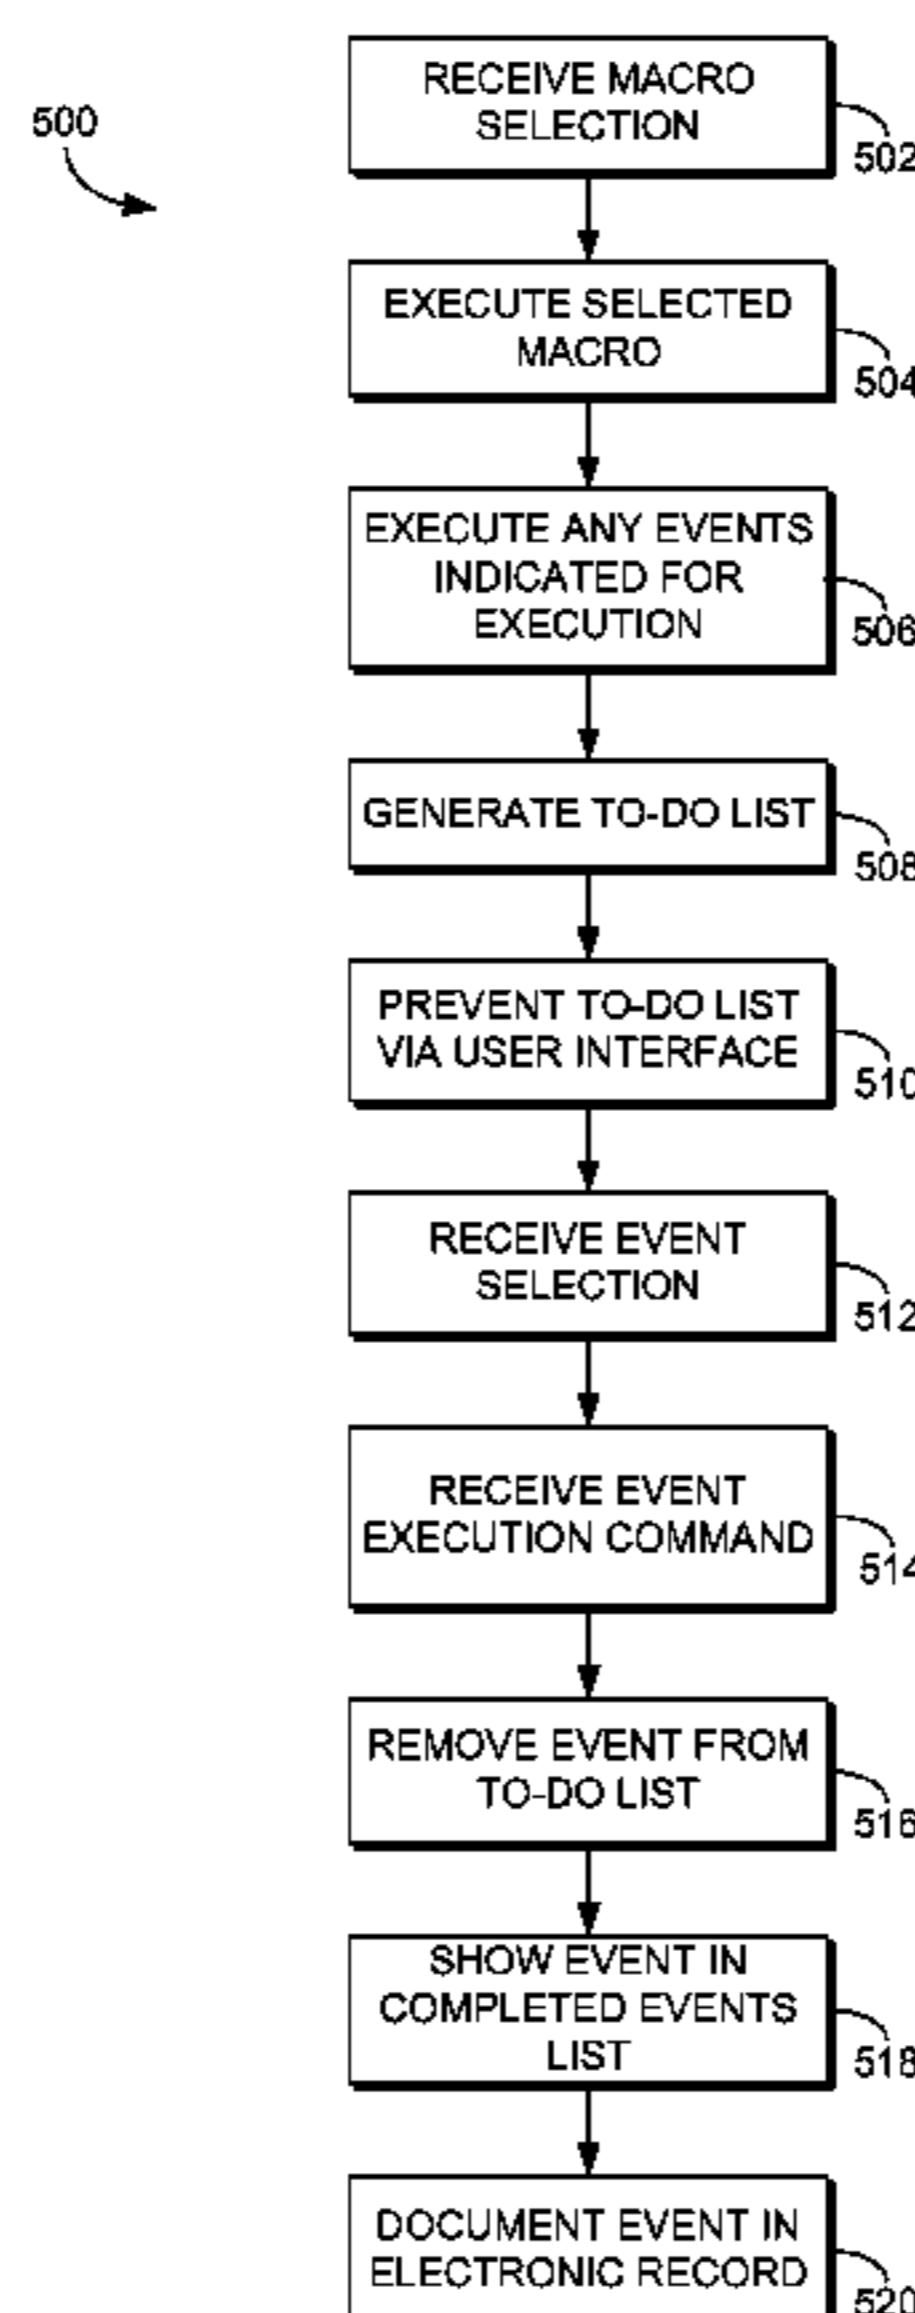 500
RECEIVE MACRO
SELECTION
502
EXECUTE SELECTED
MACRO
504
EXECUTE ANY EVENTS
INDICATED FOR
EXECUTION
506
GENERATE TO-DO LIST
508
PREVENT TO-DO LIST
VIA USER INTERFACE
510
RECEIVE EVENT
SELECTION
512
RECEIVE EVENT
EXECUTION COMMAND
514
REMOVE EVENT FROM
TO-DO LIST
516
SHOW EVENT IN
COMPLETED EVENTS
LIST
518
DOCUMENT EVENT IN
ELECTRONIC RECORD
520